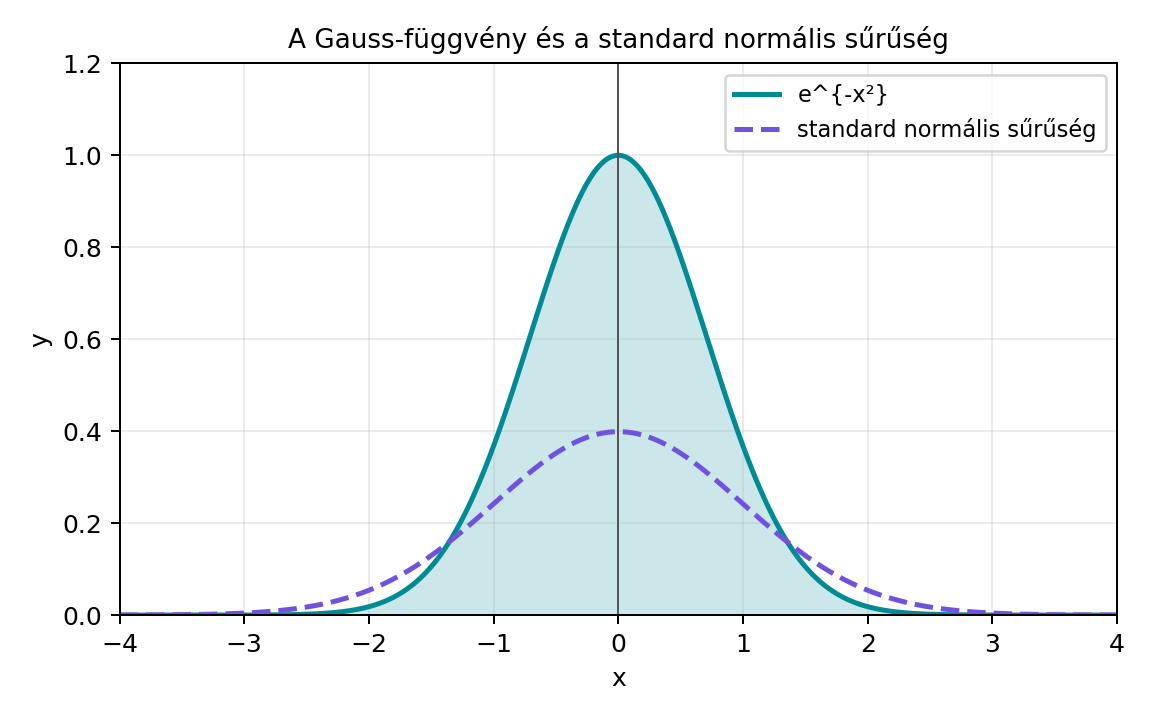 A Gauss-függvény és a standard normális sűrűség
1.2
1.0
0.8
0.6
0.4
0.2
0.0
y
e^{-x²}
standard normális sűrűség
−4 −3 −2 −1 0 1 2 3 4
x